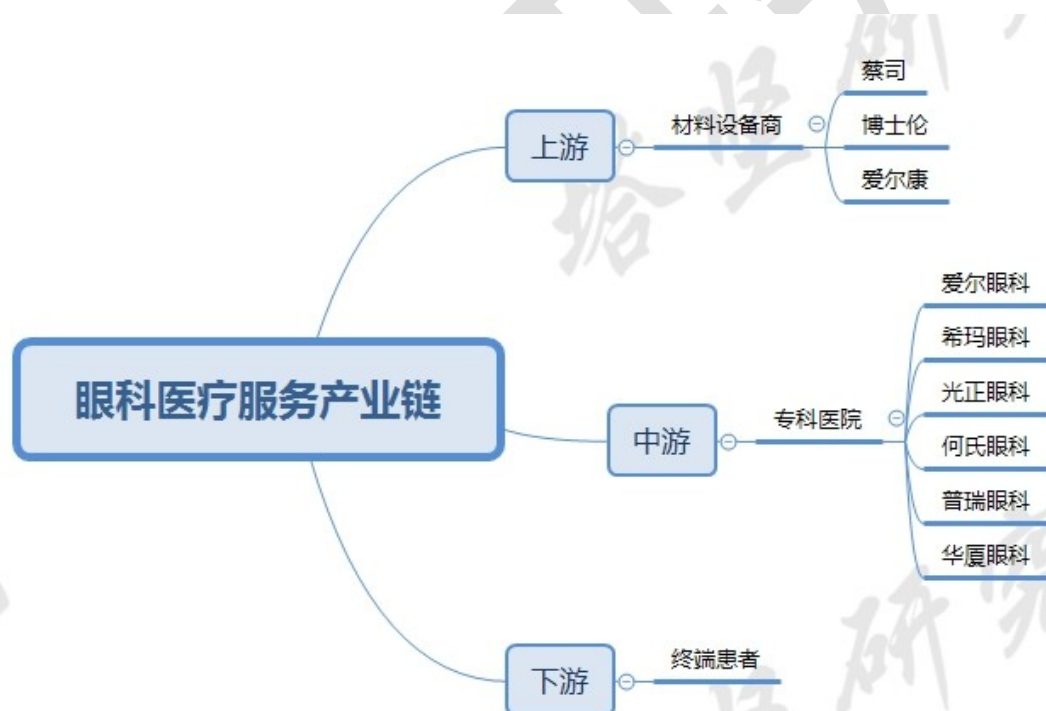 眼科医疗服务产业链
上游
材料设备商
蔡司
博士伦
爱尔康
中游
专科医院
爱尔眼科
希玛眼科
光正眼科
何氏眼科
普瑞眼科
华厦眼科
下游
终端患者